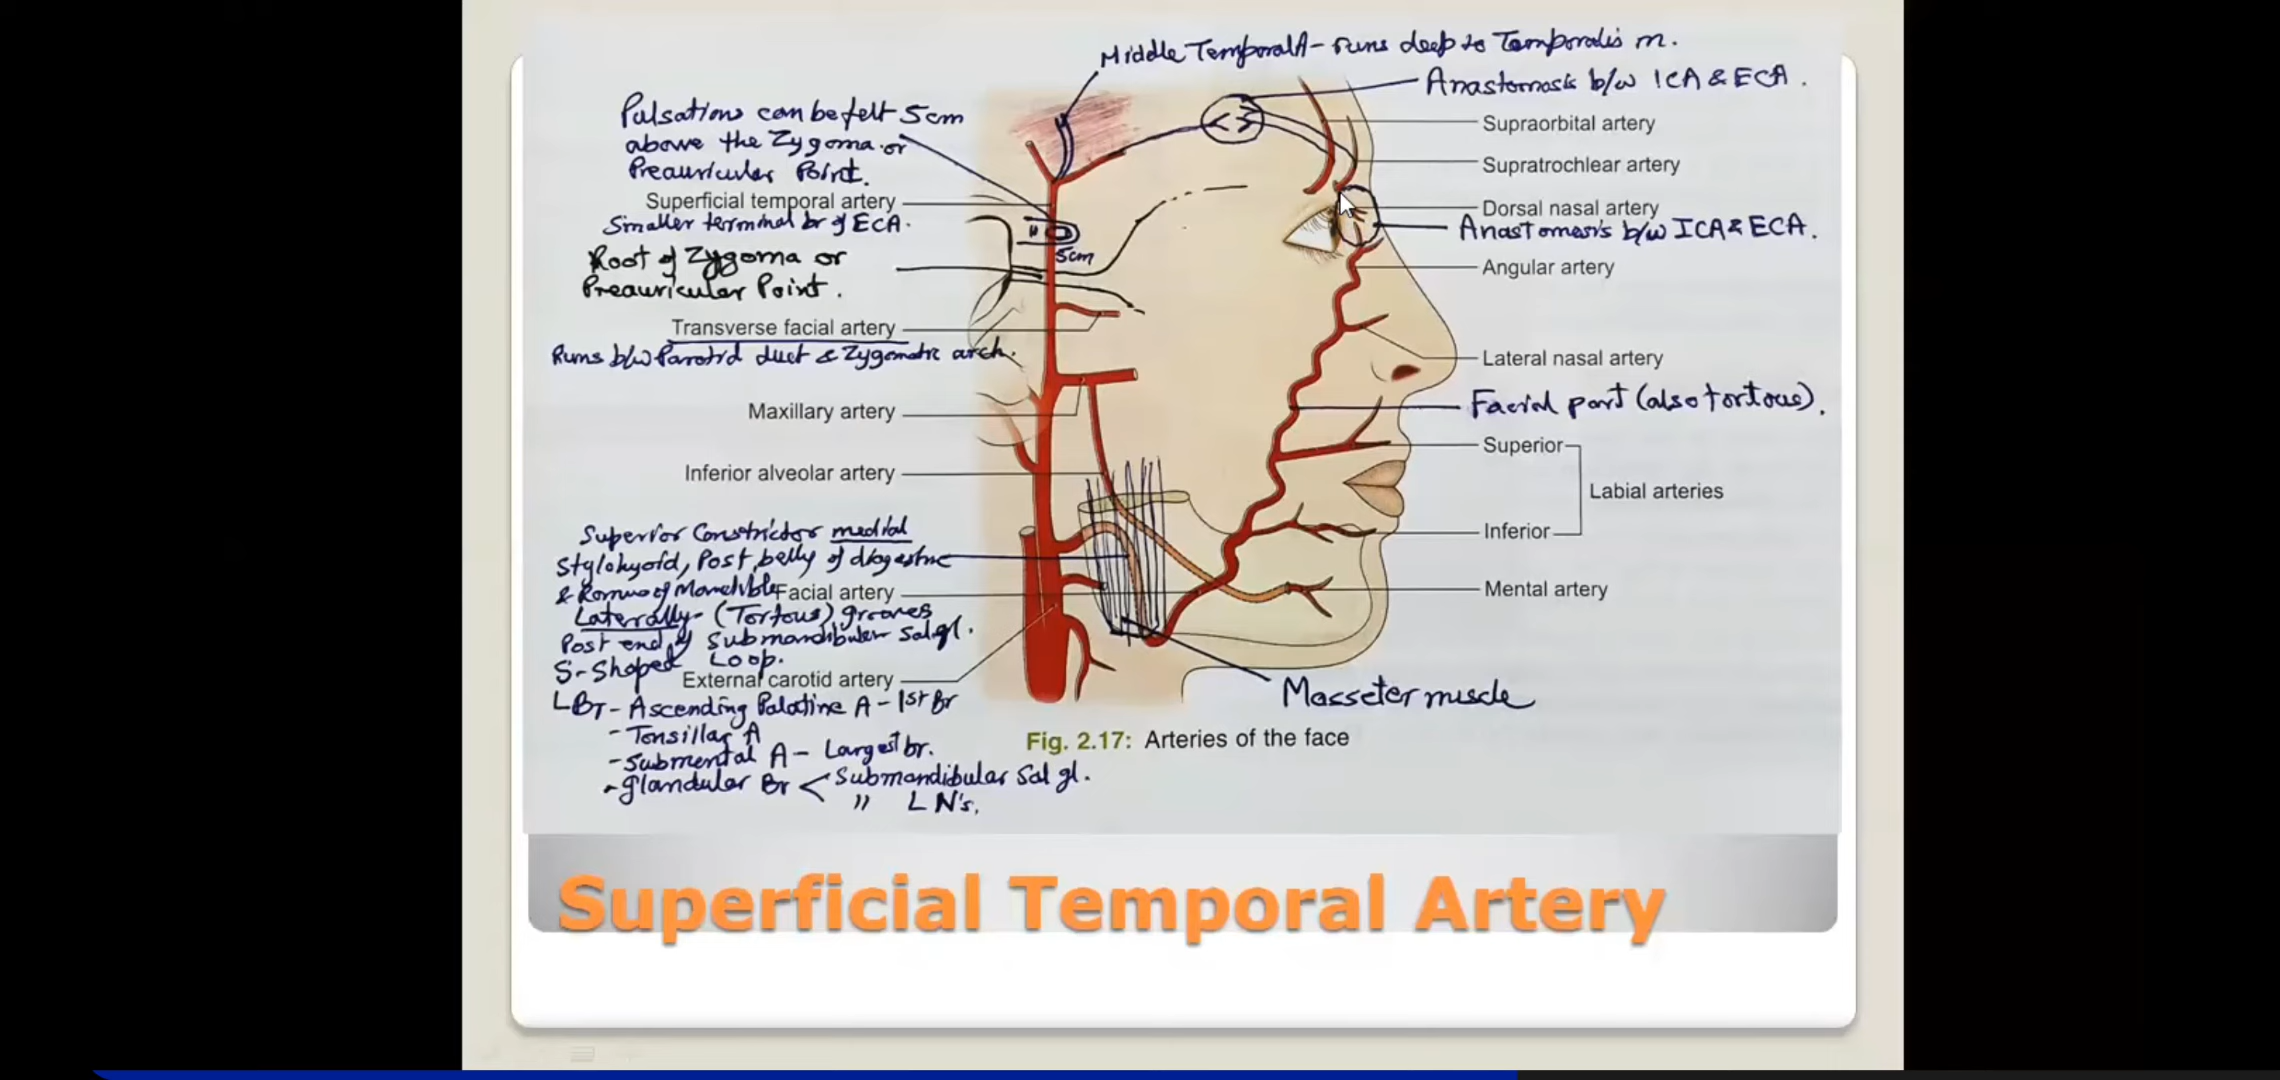 Middle Temporal A- runs deep to Temporalis m.
Anastomosis b/w ICA & ECA.
Pulsations can be felt 5cm
above the Zygoma or
Preauricular Point.
Superficial temporal artery
Smaller terminal br of ECA.
Root of Zygoma or
Preauricular Point.
5cm
Transverse facial artery
Runs b/w Parotid duct & Zygomatic arch.
Maxillary artery
Inferior alveolar artery
Superior Constrictor medial
Stylohyoid, Post belly of digastric
& Ramus of Mandible
Facial artery
Laterally- (Tortous) grooves
Post end of Submandibular Sal.gl.
S-Shaped Loop.
External carotid artery
Br- Ascending Palatine A - 1st Br
- Tonsillar A
- Submental A- Largest br.
- glandular Br < Submandibular Sal gl.
" LN's.
Supraorbital artery
Supratrochlear artery
Dorsal nasal artery
Anastomosis b/w ICA & ECA.
Angular artery
Lateral nasal artery
Facial part (also tortous).
Superior
Labial arteries
Inferior
Mental artery
Masseter muscle
Fig. 2.17: Arteries of the face
Superficial Temporal Artery